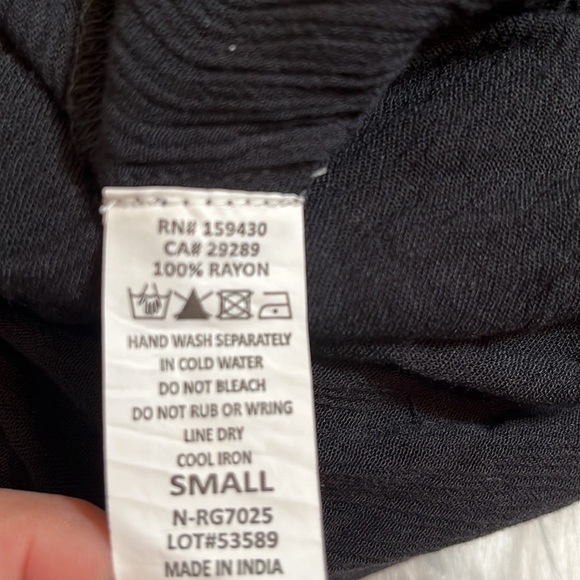 RN# 159430
CA# 29289
100% RAYON
HAND WASH SEPARATELY
IN COLD WATER
DO NOT BLEACH
DO NOT RUB OR WRING
LINE DRY
COOL IRON
SMALL
N-RG7025
LOT#53589
MADE IN INDIA